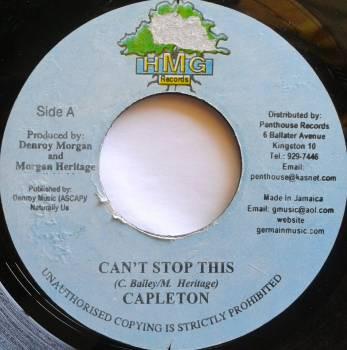 HMG
Records
Side A
Produced by:
Denroy Morgan
and
Morgan Heritage
Published by:
Denroy Music (ASCAP)/
Naturally Us
Distributed by:
Penthouse Records
6 Ballater Avenue
Kingston 10
Tel.: 929-7446
Email:
penthouse@kasnet.com
Made In Jamaica
Email: gmusic@aol.com
website
germainmusic.com
CAN'T STOP THIS
(C. Bailey/M. Heritage)
CAPLETON
UNAUTHORISED COPYING IS STRICTLY PROHIBITED